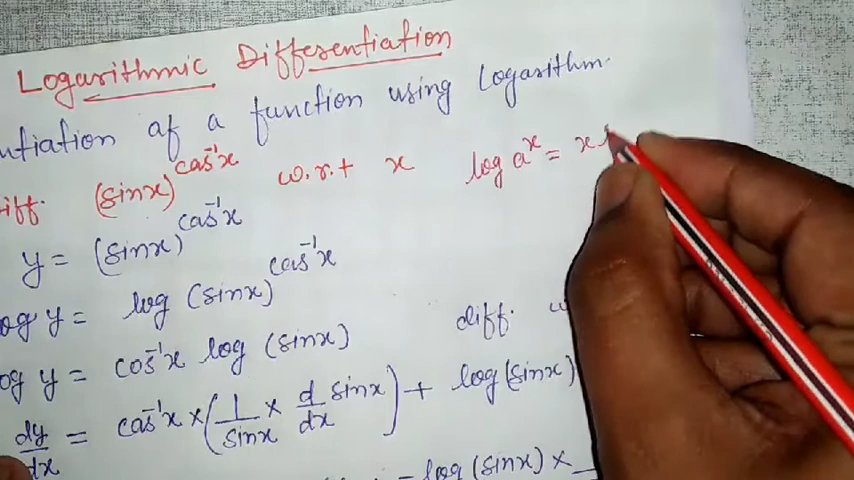 Logarithmic Differentiation
ntiation of a function using Logarithm.
iff. (sinx)^cos⁻¹x w.r.t x log a^x = x
y = (sinx)^cos⁻¹x
og y = log (sinx)^cos⁻¹x
og y = cos⁻¹x log (sinx) diff. w
dy/dx = cos⁻¹x × (1/sinx × d/dx sinx) + log(sinx)
= log (sinx) ×